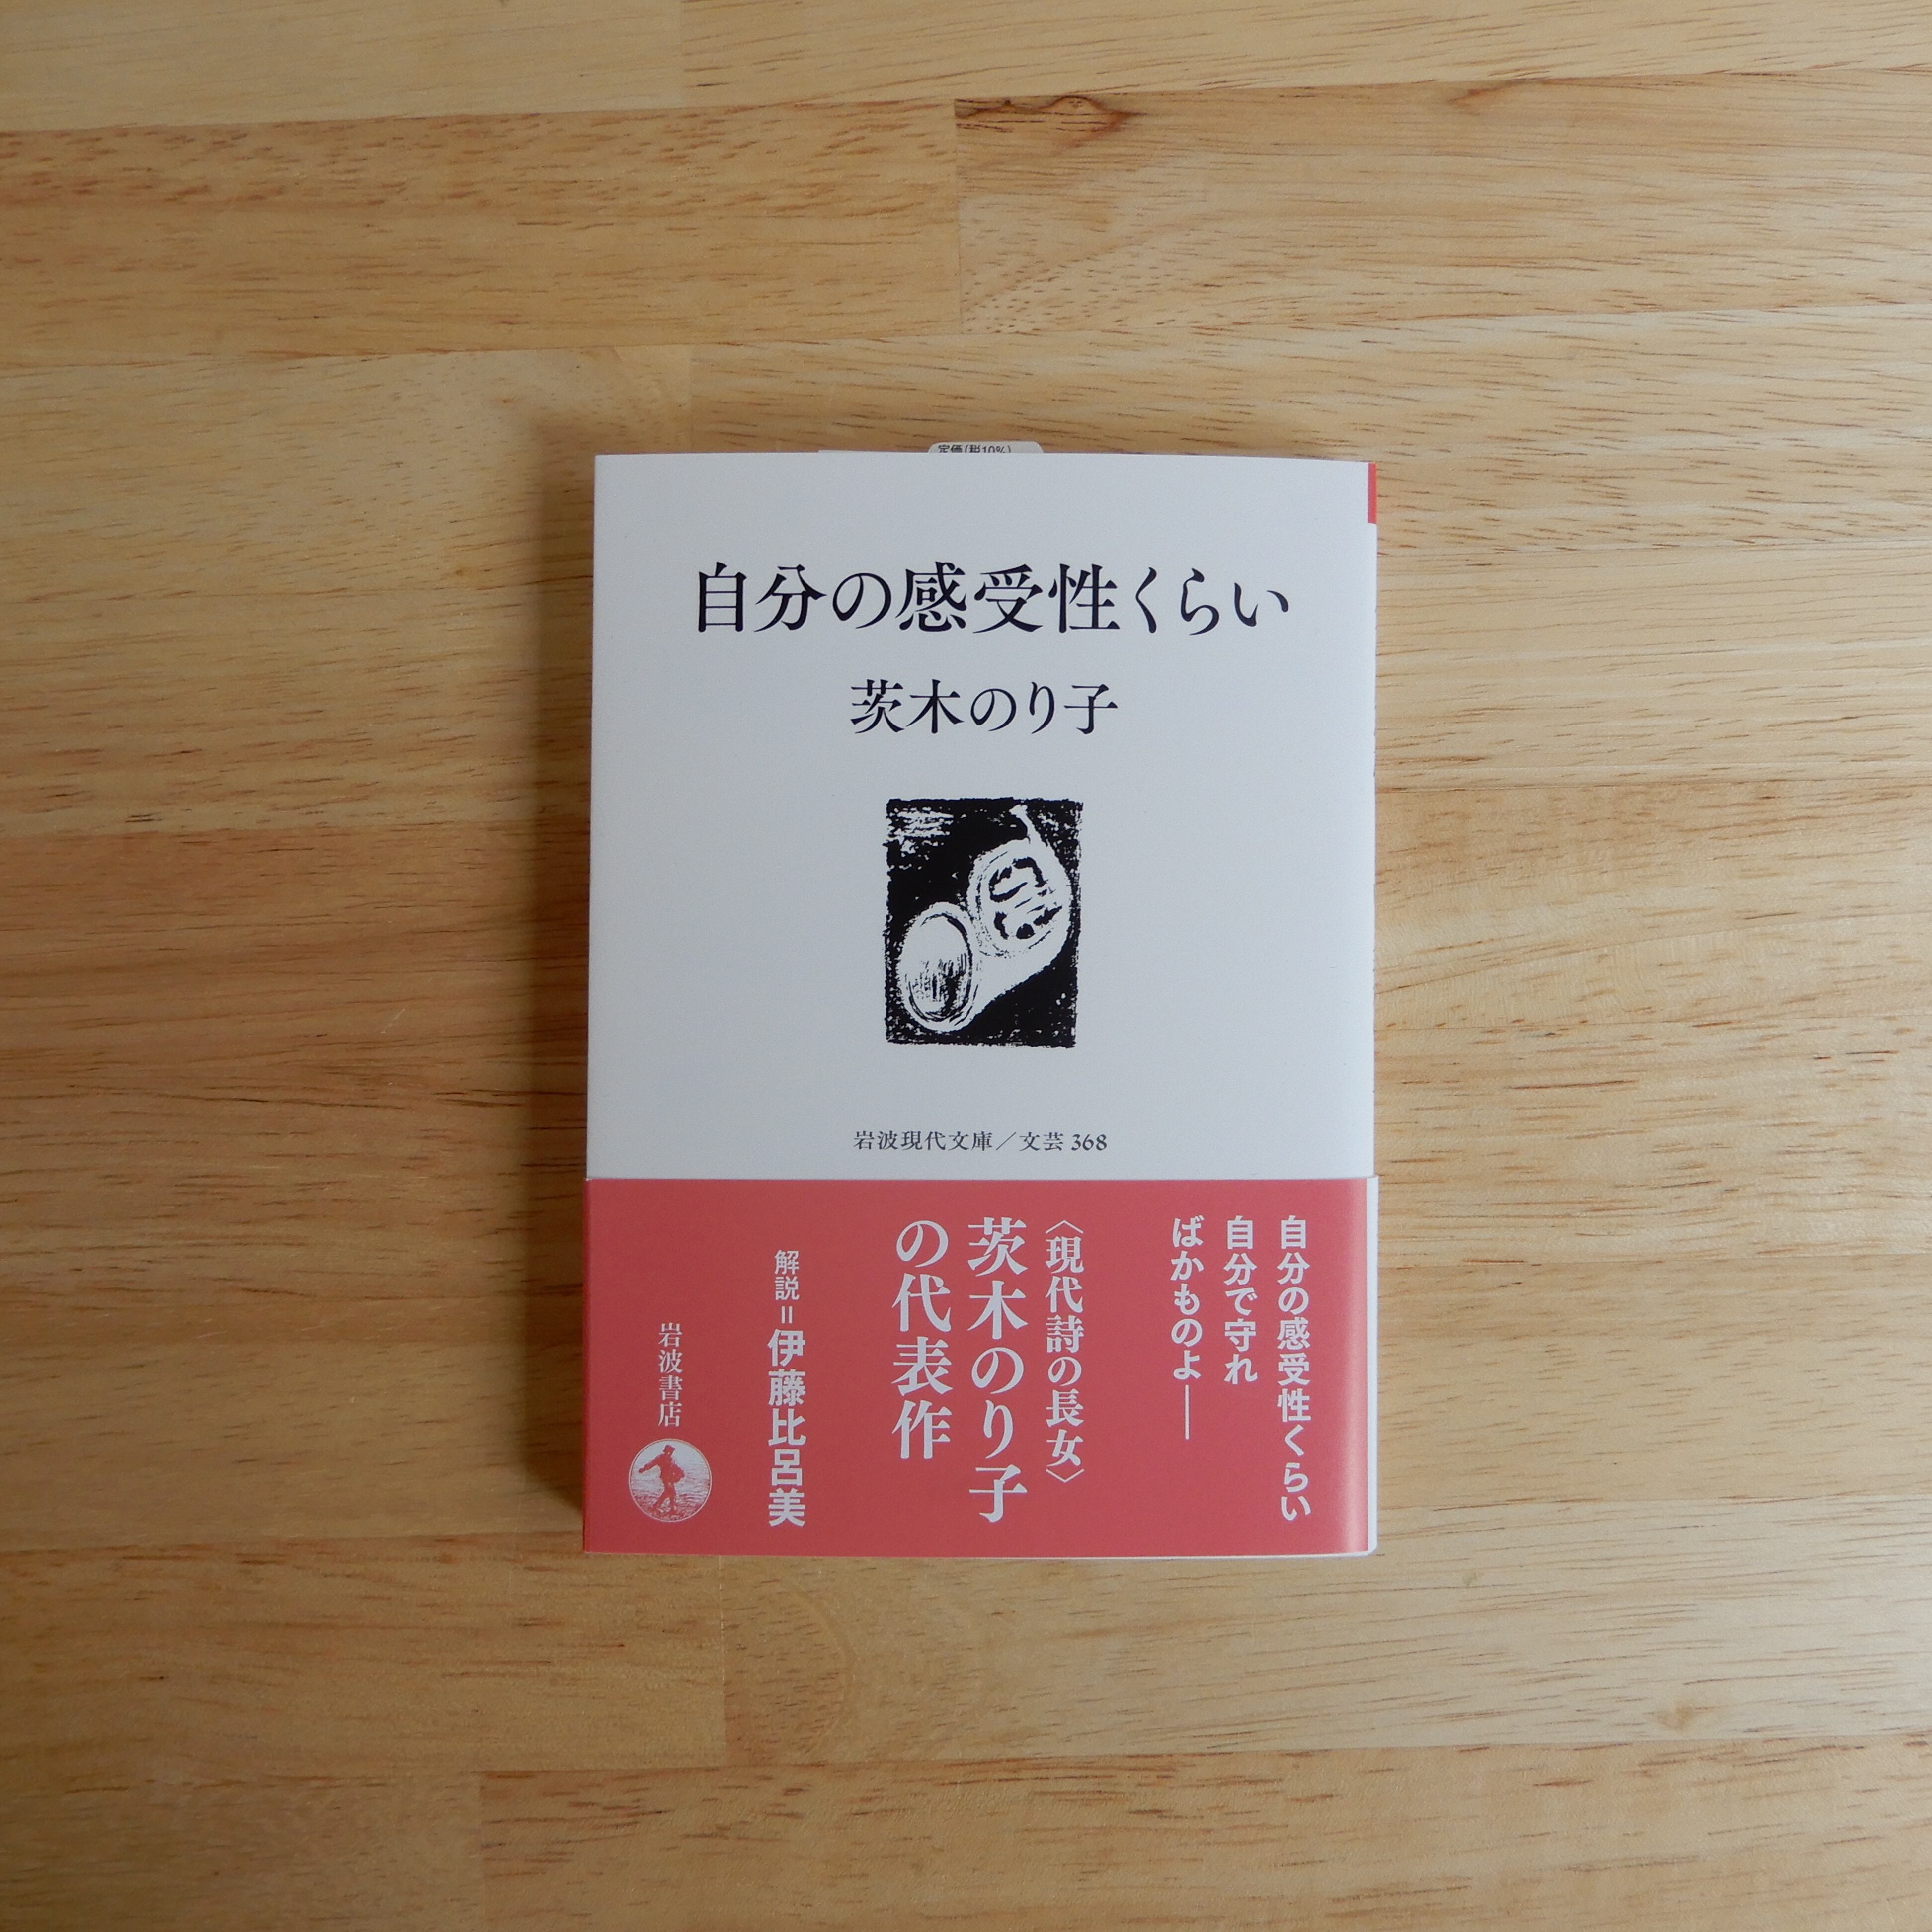 定価(税10%)
自分の感受性くらい
茨木のり子
岩波現代文庫／文芸 368
自分の感受性くらい
自分で守れ
ばかものよ――
〈現代詩の長女〉
茨木のり子
の代表作
解説＝伊藤比呂美
岩波書店